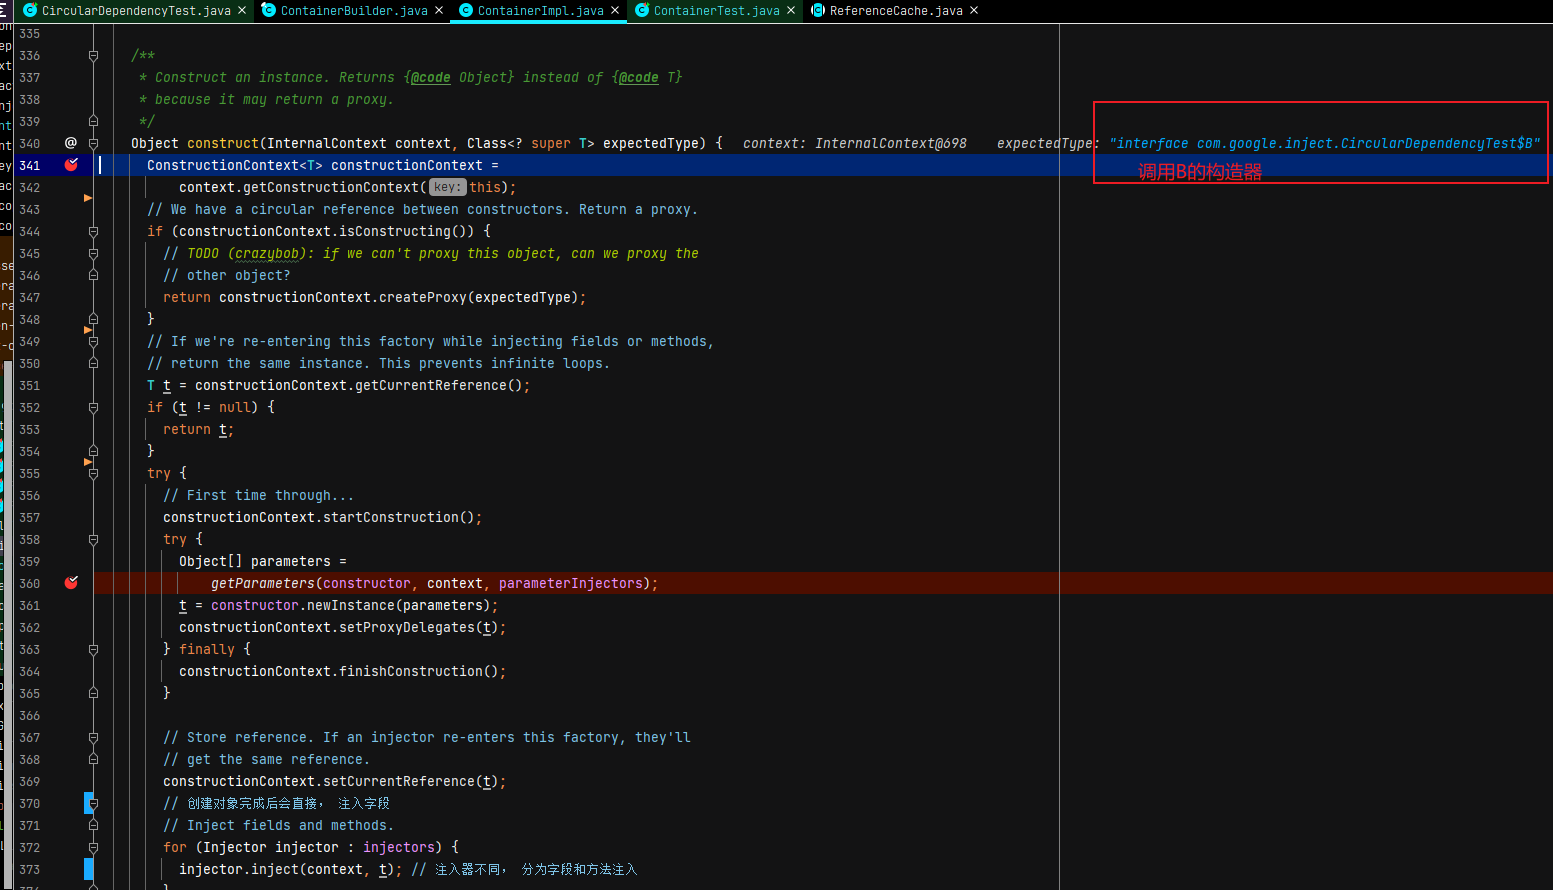 CircularDependencyTest.java × ContainerBuilder.java × ContainerImpl.java × ContainerTest.java × ReferenceCache.java ×
335
336 /**
337 * Construct an instance. Returns {@code Object} instead of {@code T}
338 * because it may return a proxy.
339 */
340 @ Object construct(InternalContext context, Class<? super T> expectedType) { context: InternalContext@698 expectedType: "interface com.google.inject.CircularDependencyTest$B"
341 ConstructionContext<T> constructionContext =
调用B的构造器
342 context.getConstructionContext( key: this);
343 // We have a circular reference between constructors. Return a proxy.
344 if (constructionContext.isConstructing()) {
345 // TODO (crazybob): if we can't proxy this object, can we proxy the
346 // other object?
347 return constructionContext.createProxy(expectedType);
348 }
349 // If we're re-entering this factory while injecting fields or methods,
350 // return the same instance. This prevents infinite loops.
351 T t = constructionContext.getCurrentReference();
352 if (t != null) {
353 return t;
354 }
355 try {
356 // First time through...
357 constructionContext.startConstruction();
358 try {
359 Object[] parameters =
360 getParameters(constructor, context, parameterInjectors);
361 t = constructor.newInstance(parameters);
362 constructionContext.setProxyDelegates(t);
363 } finally {
364 constructionContext.finishConstruction();
365 }
366
367 // Store reference. If an injector re-enters this factory, they'll
368 // get the same reference.
369 constructionContext.setCurrentReference(t);
370 // 创建对象完成后会直接， 注入字段
371 // Inject fields and methods.
372 for (Injector injector : injectors) {
373 injector.inject(context, t); // 注入器不同， 分为字段和方法注入